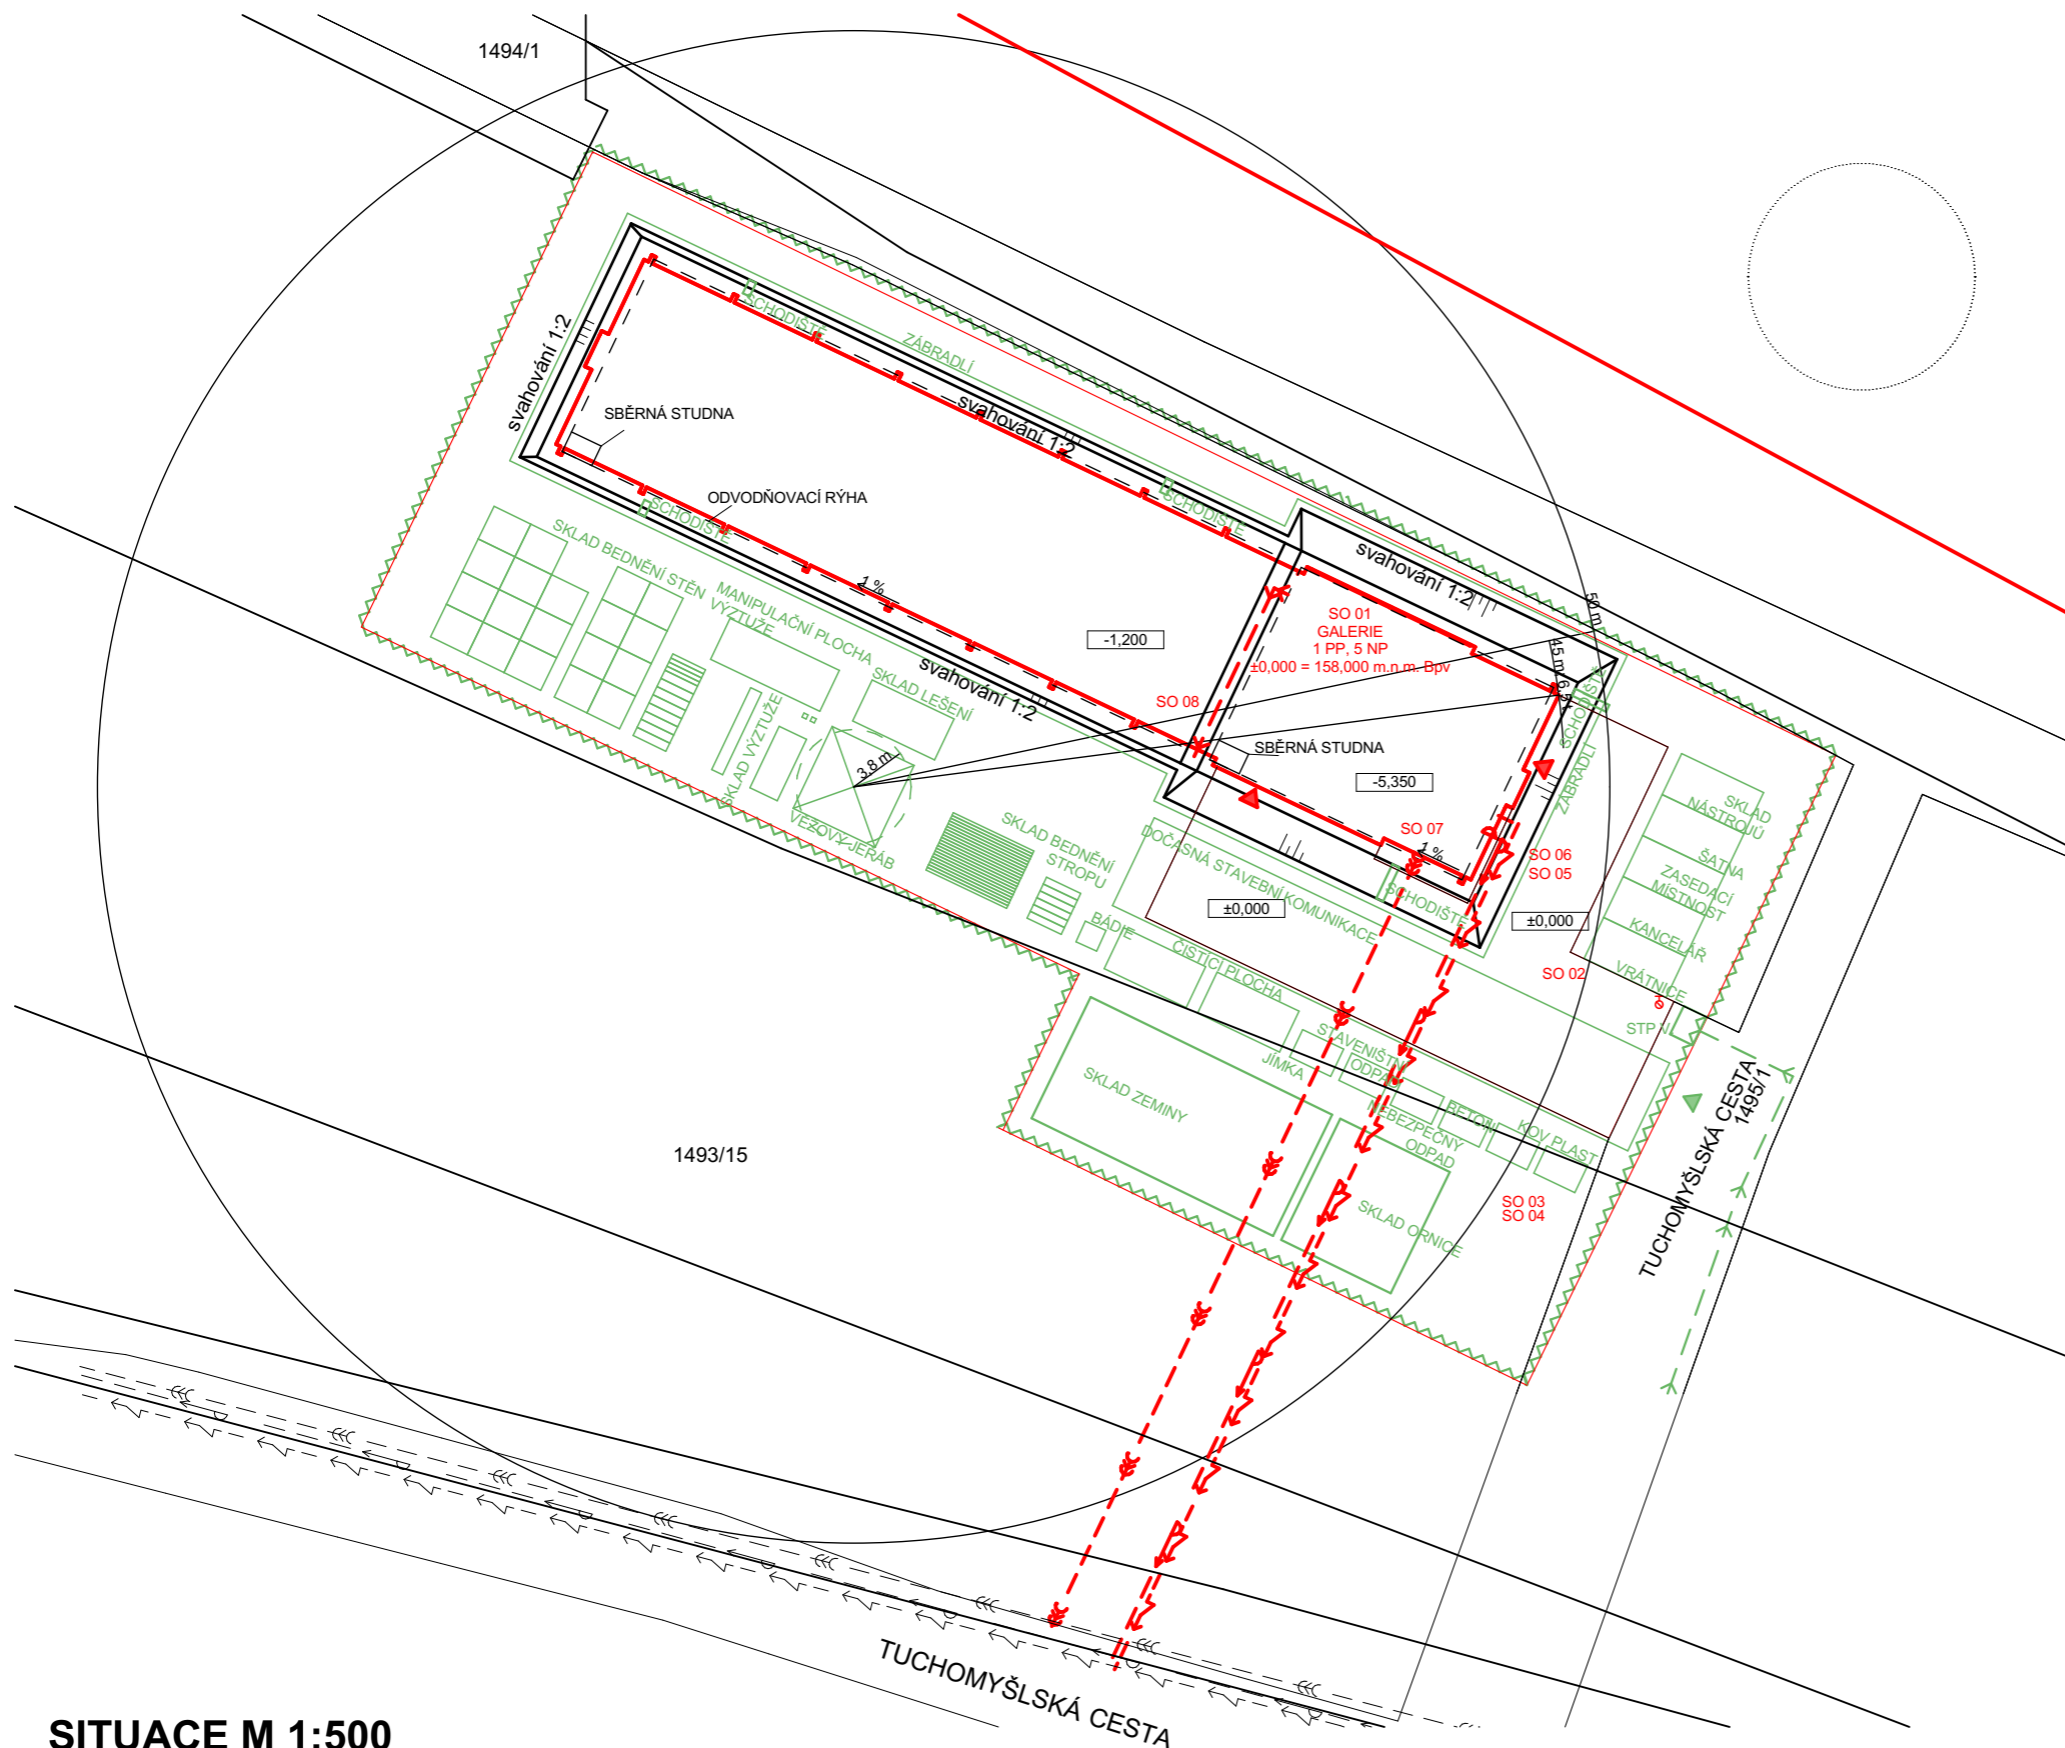 1494/1
svahování 1:2
SCHODIŠTĚ
ZÁBRADLÍ
SBĚRNÁ STUDNA
svahování 1:2
ODVODŇOVACÍ RÝHA
SCHODIŠTĚ
SCHODIŠTĚ
SKLAD BEDNĚNÍ STĚN
svahování 1:2
1 %
MANIPULAČNÍ PLOCHA
VÝZTUŽE
50 m
SO 01
GALERIE
1 PP, 5 NP
±0,000 = 158,000 m.n.m. Bpv
-1,200
45 m
6,5 t
SCHODIŠTĚ
SKLAD LEŠENÍ
svahování 1:2
SO 08
SKLAD VÝZTUŽE
3,8 m
SBĚRNÁ STUDNA
-5,350
ZÁBRADLÍ
VĚŽOVÝ JEŘÁB
SKLAD BEDNĚNÍ
STROPU
DOČASNÁ STAVEBNÍ KOMUNIKACE
SO 07
1 %
SO 06
SO 05
SKLAD
NÁSTROJŮ
ŠATNA
ZASEDACÍ
MÍSTNOST
KANCELÁŘ
VRÁTNICE
±0,000
SCHODIŠTĚ
±0,000
BÁDIE
ČISTÍCÍ PLOCHA
SO 02
STP V
STAVENIŠTNÍ
ODPAD
JÍMKA
SKLAD ZEMINY
NEBEZPEČNÝ
ODPAD
BETON
KOV
PLAST
TUCHOMYŠLSKÁ CESTA
1495/1
1493/15
SKLAD ORNICE
SO 03
SO 04
TUCHOMYŠLSKÁ CESTA
SITUACE M 1:500